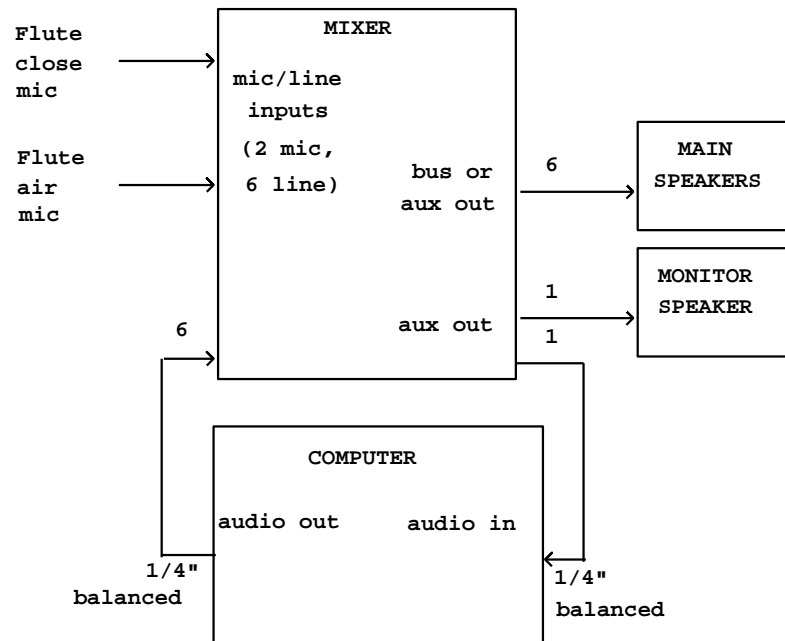 Flute
close
mic
Flute
air
mic
MIXER
mic/line
inputs
(2 mic,
6 line)
bus or
aux out
aux out
6
6
1
1
MAIN
SPEAKERS
MONITOR
SPEAKER
COMPUTER
audio out
audio in
1/4"
balanced
1/4"
balanced